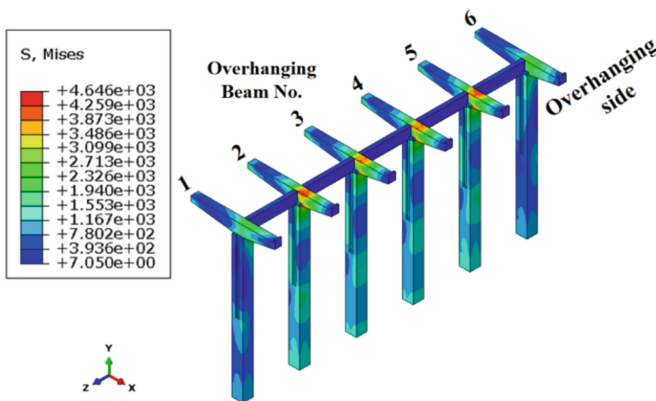 S, Mises
+4.646e+03
+4.259e+03
+3.873e+03
+3.486e+03
+3.099e+03
+2.713e+03
+2.326e+03
+1.940e+03
+1.553e+03
+1.167e+03
+7.802e+02
+3.936e+02
+7.050e+00
Overhanging
Beam No.
1
2
3
4
5
6
Overhanging
side
Y
Z
X